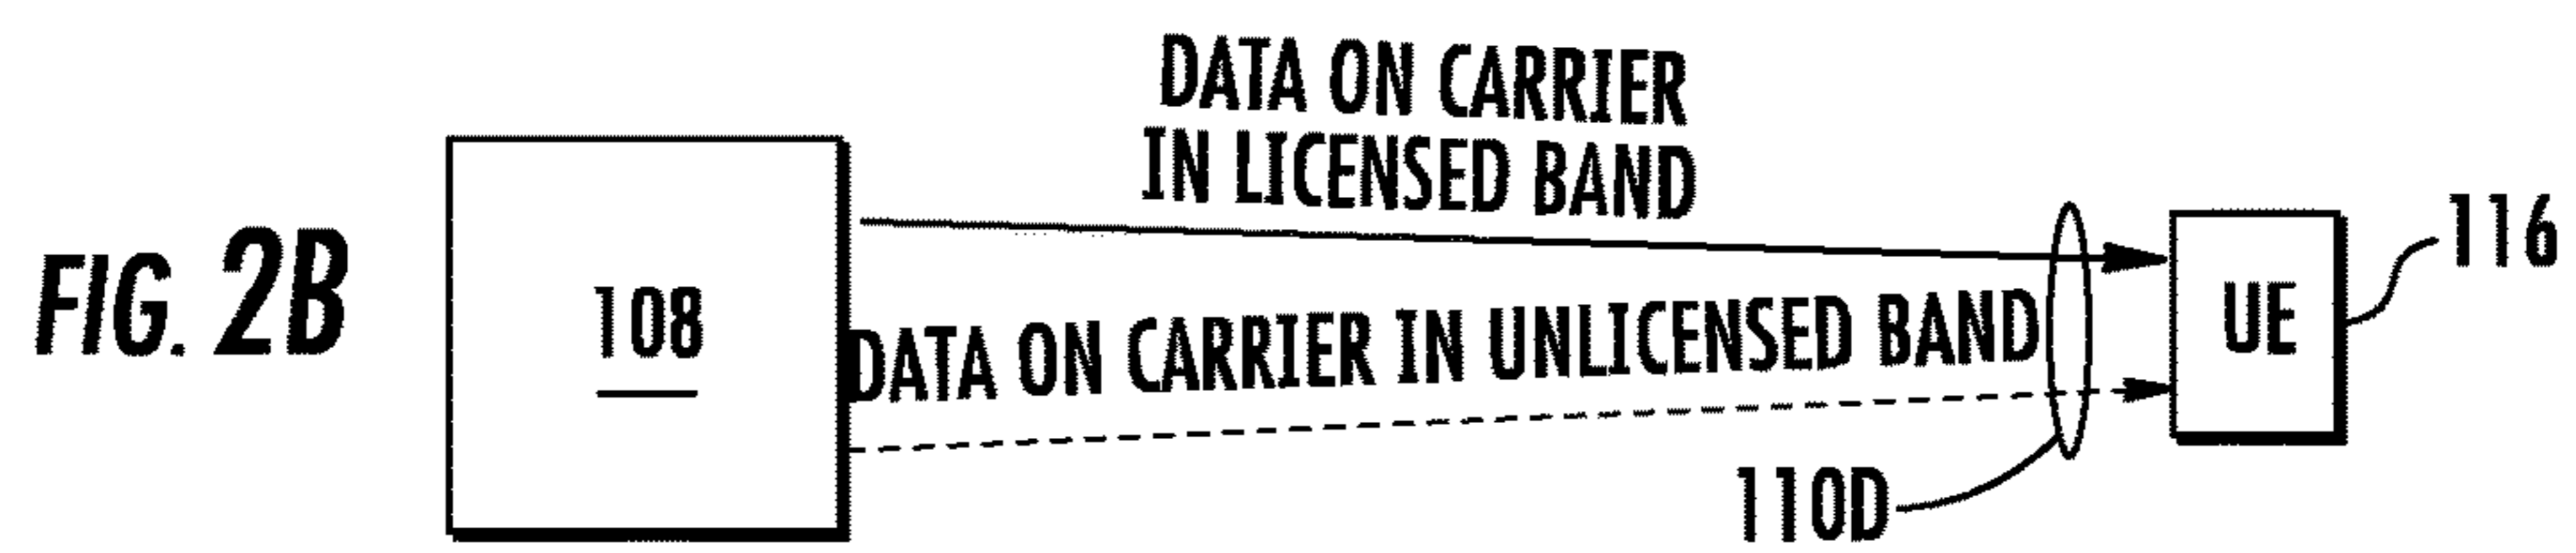 FIG. 2B
108
DATA ON CARRIER
IN LICENSED BAND
DATA ON CARRIER IN UNLICENSED BAND
110D
UE
116